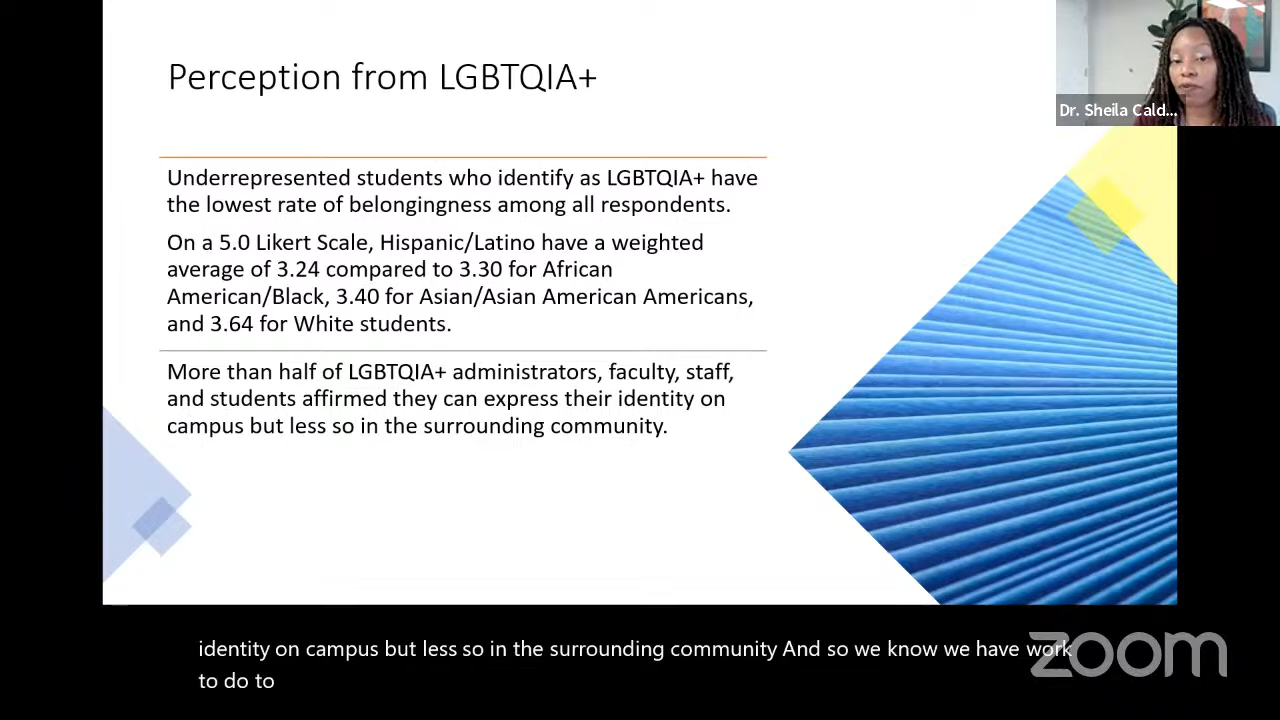 Perception from LGBTQIA+
Dr. Sheila Cald...
Underrepresented students who identify as LGBTQIA+ have
the lowest rate of belongingness among all respondents.
On a 5.0 Likert Scale, Hispanic/Latino have a weighted
average of 3.24 compared to 3.30 for African
American/Black, 3.40 for Asian/Asian American Americans,
and 3.64 for White students.
More than half of LGBTQIA+ administrators, faculty, staff,
and students affirmed they can express their identity on
campus but less so in the surrounding community.
identity on campus but less so in the surrounding community And so we know we have work
to do to
zoom